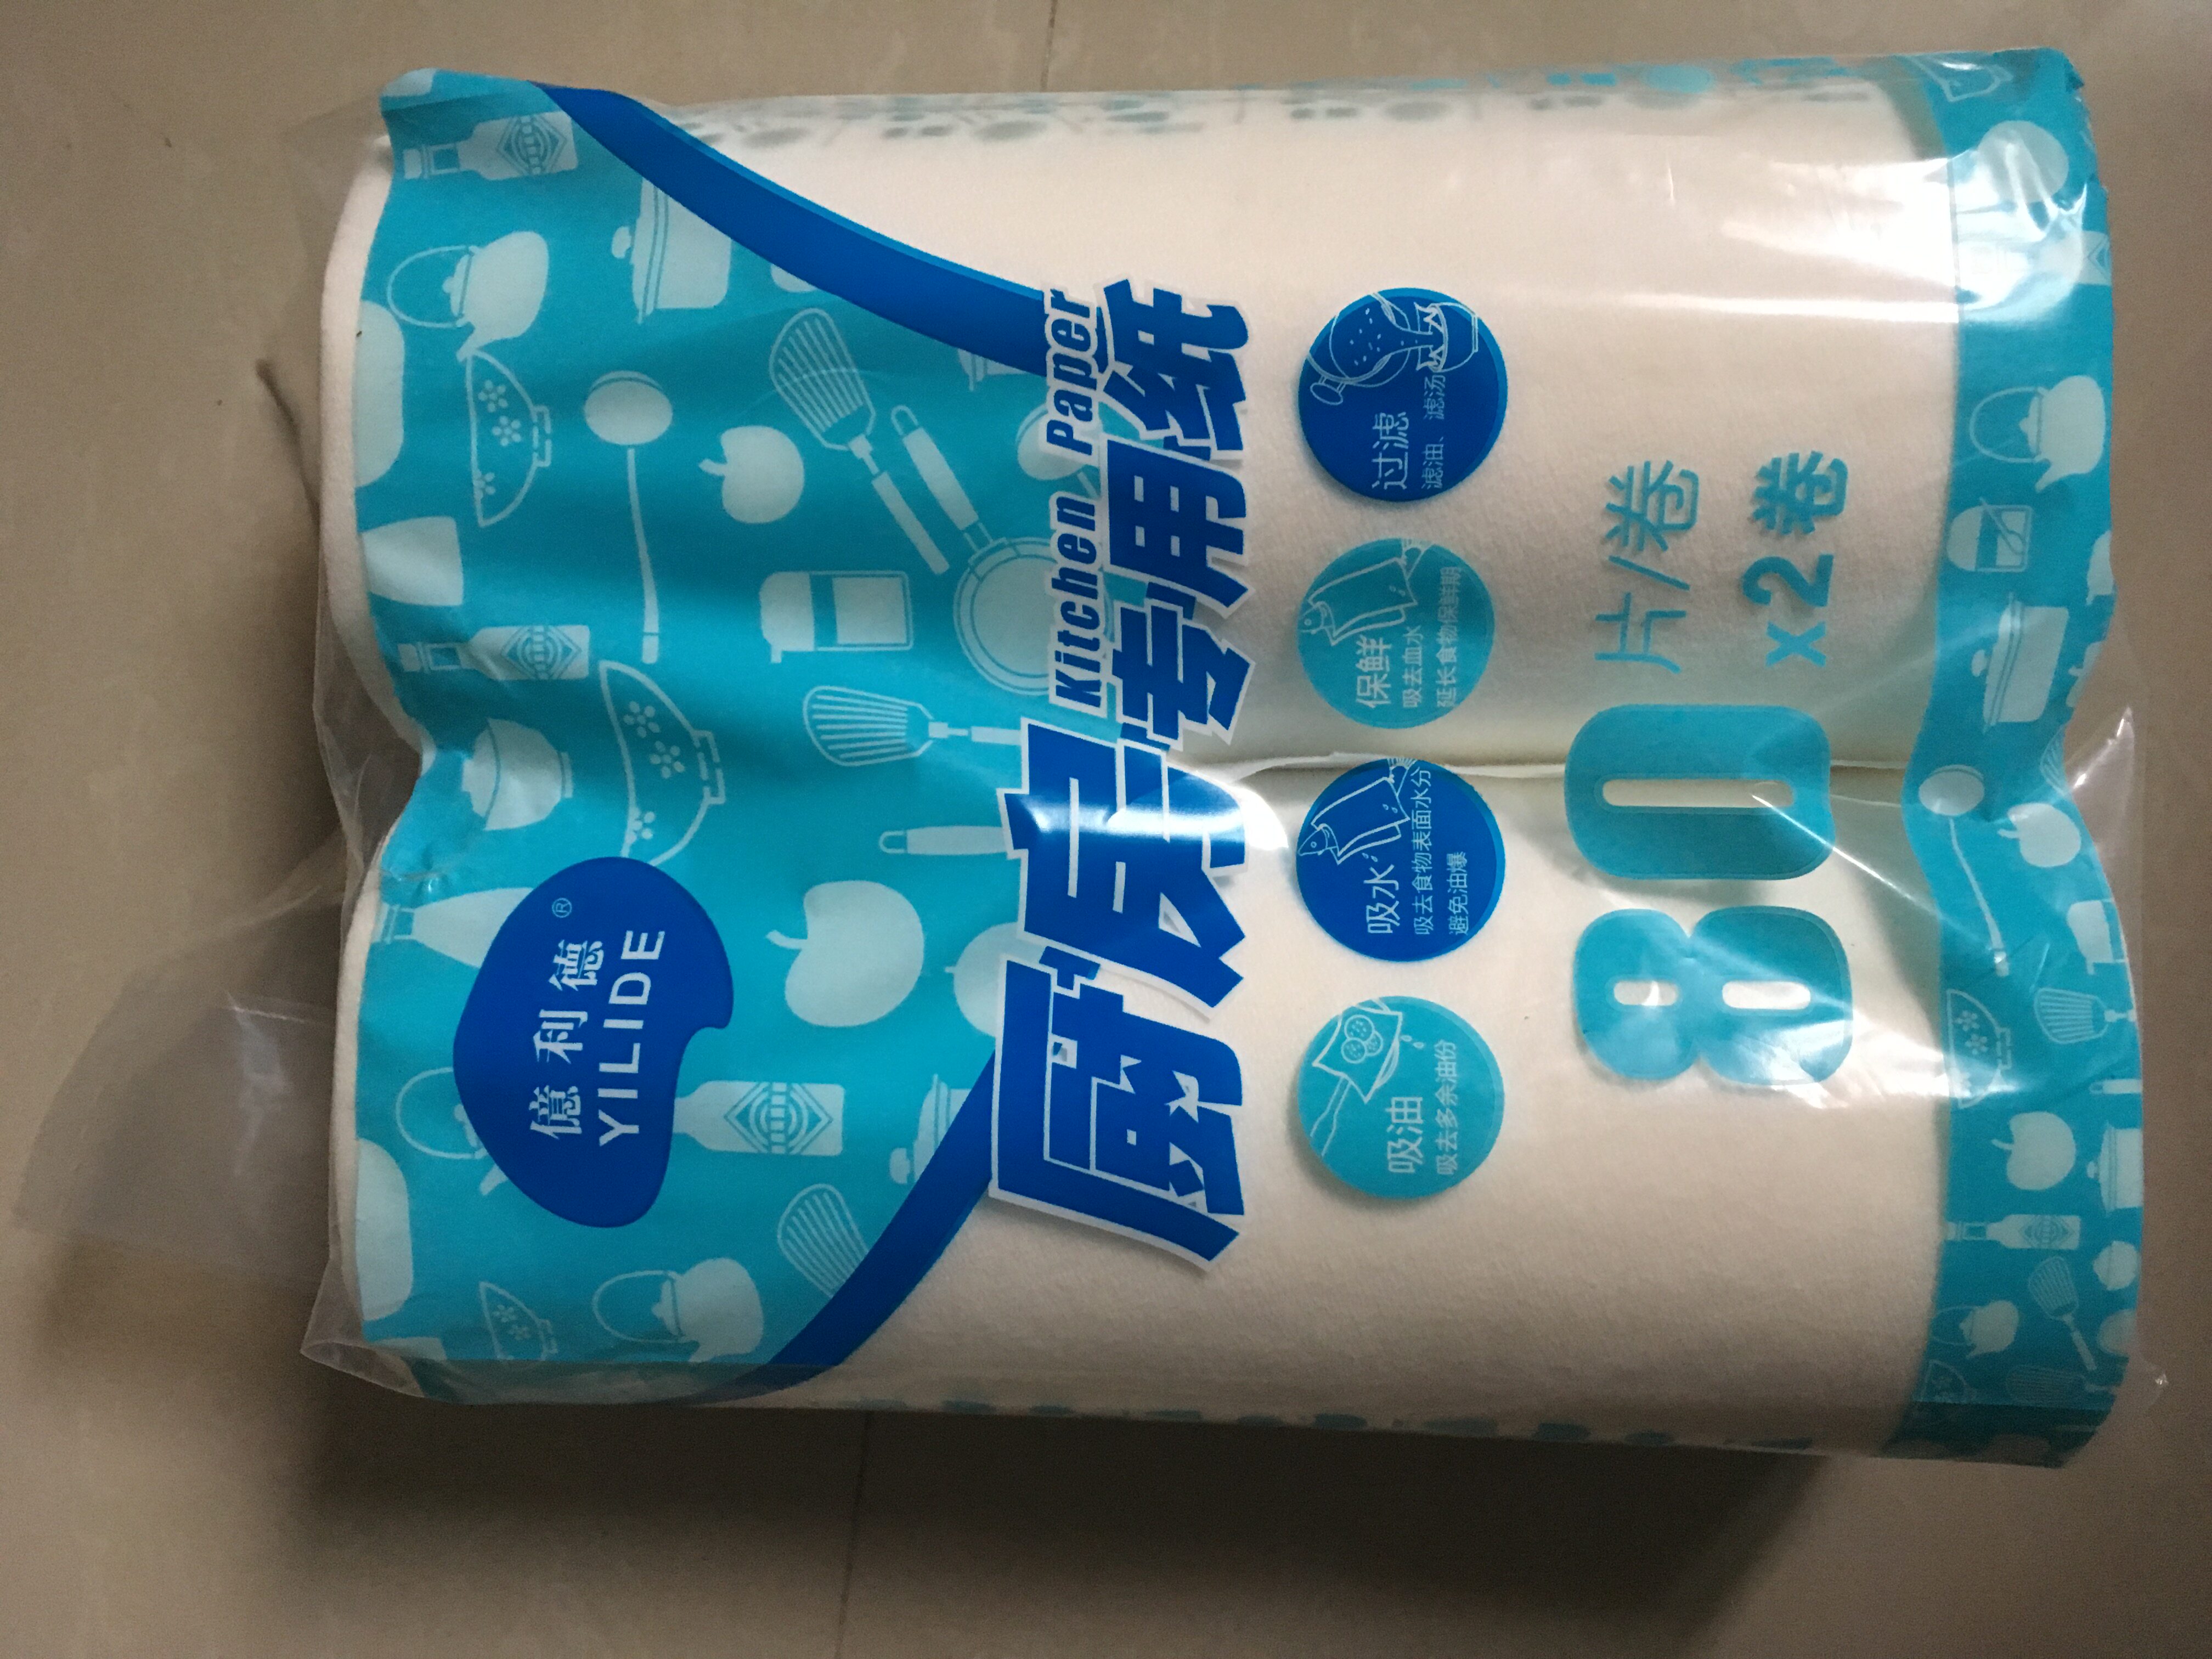 億利德®
YILIDE
Kitchen Paper
厨房专用纸
吸油
吸去多余油份
吸水
吸去食物表面水分
避免油爆
保鲜
吸去血水
延长食物保鲜期
过滤
滤油、滤汤
80片/卷
x2卷